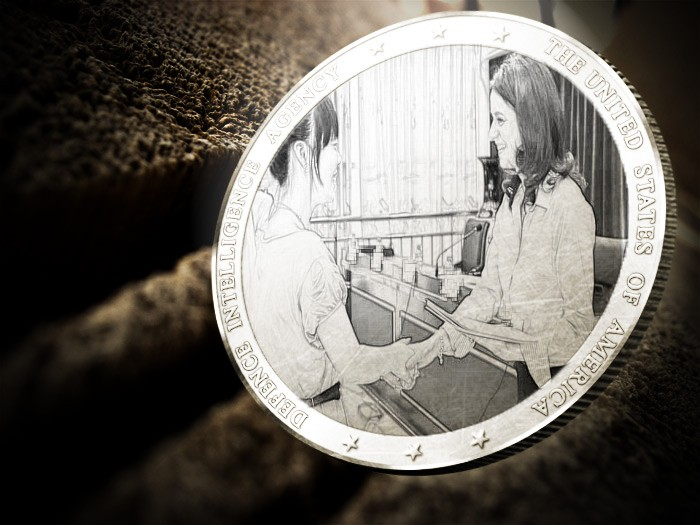 DEFENCE INTELLIGENCE AGENCY
THE UNITED STATES OF AMERICA